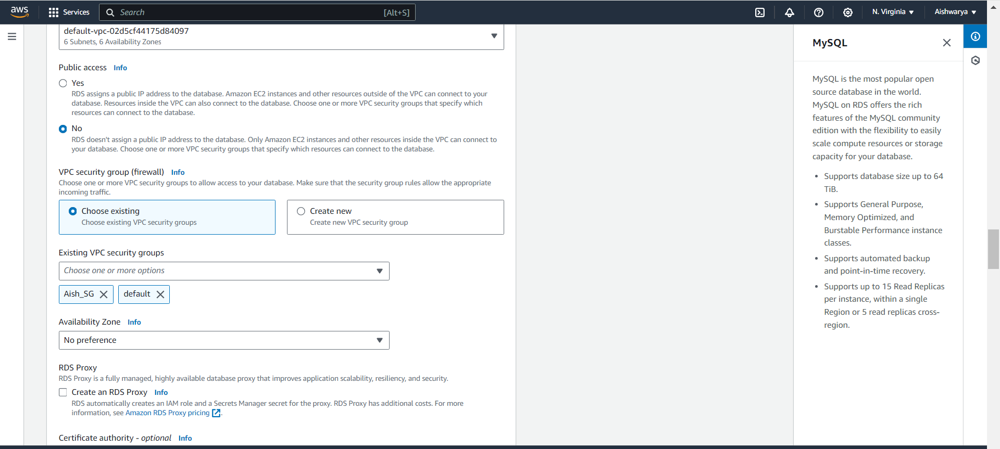 aws
Services
Search
[Alt+S]
N. Virginia
Aishwarya
default-vpc-02d5cf44175d84097
6 Subnets, 6 Availability Zones
Public access Info
Yes
RDS assigns a public IP address to the database. Amazon EC2 instances and other resources outside of the VPC can connect to your
database. Resources inside the VPC can also connect to the database. Choose one or more VPC security groups that specify which
resources can connect to the database.
No
RDS doesn't assign a public IP address to the database. Only Amazon EC2 instances and other resources inside the VPC can connect to
your database. Choose one or more VPC security groups that specify which resources can connect to the database.
VPC security group (firewall) Info
Choose one or more VPC security groups to allow access to your database. Make sure that the security group rules allow the appropriate
incoming traffic.
Choose existing
Choose existing VPC security groups
Create new
Create new VPC security group
Existing VPC security groups
Choose one or more options
Aish_SG
default
Availability Zone Info
No preference
RDS Proxy
RDS Proxy is a fully managed, highly available database proxy that improves application scalability, resiliency, and security.
Create an RDS Proxy Info
RDS automatically creates an IAM role and a Secrets Manager secret for the proxy. RDS Proxy has additional costs. For more
information, see Amazon RDS Proxy pricing.
Certificate authority - optional Info
MySQL
MySQL is the most popular open
source database in the world.
MySQL on RDS offers the rich
features of the MySQL community
edition with the flexibility to easily
scale compute resources or storage
capacity for your database.
• Supports database size up to 64
TiB.
• Supports General Purpose,
Memory Optimized, and
Burstable Performance instance
classes.
• Supports automated backup
and point-in-time recovery.
• Supports up to 15 Read Replicas
per instance, within a single
Region or 5 read replicas cross-
region.